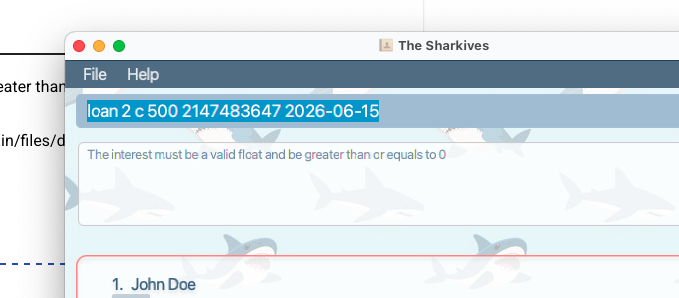 The Sharkives
eater than
File Help
loan 2 c 500 2147483647 2026-06-15
in/files/d
The interest must be a valid float and be greater than or equals to 0
1. John Doe